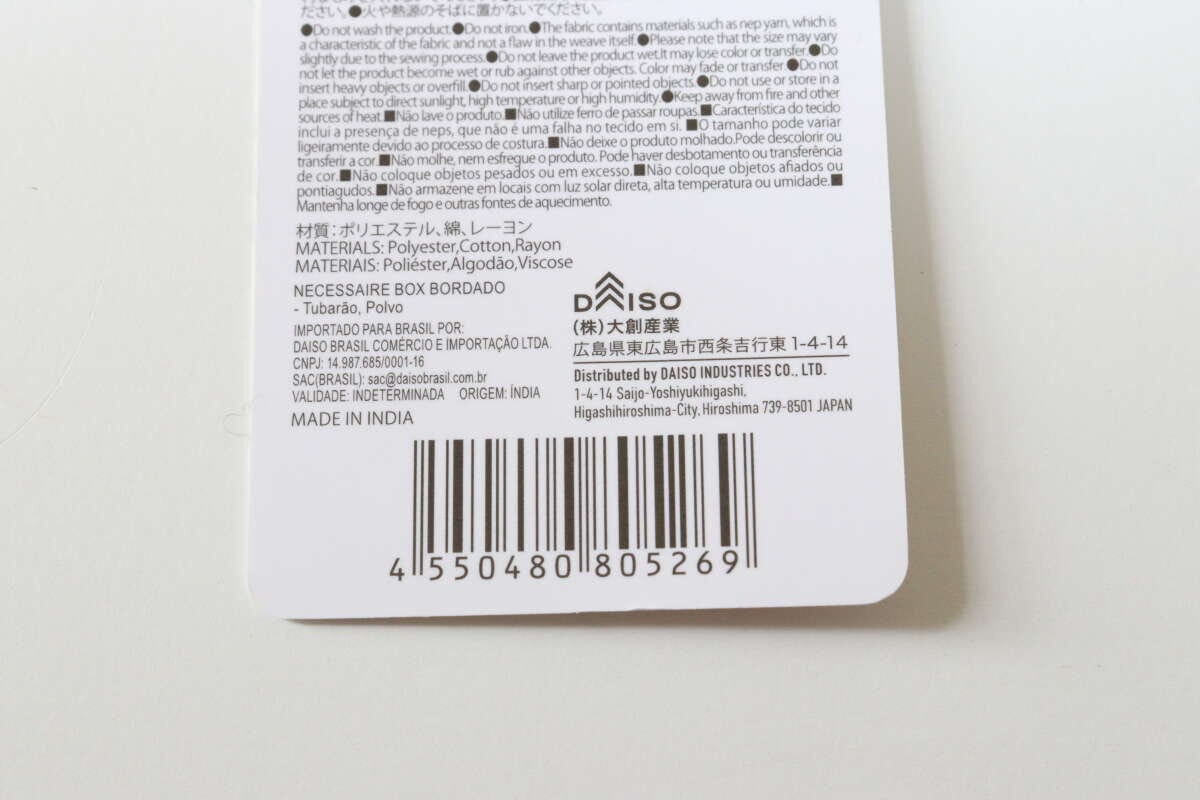 ださい。●火や熱源のそばに置かないでください。
●Do not wash the product.●Do not iron.●The fabric contains materials such as nep yarn, which is
a characteristic of the fabric and not a flaw in the weave itself.●Please note that the size may vary
slightly due to the sewing process.●Do not leave the product wet.It may lose color or transfer.●Do
not let the product become wet or rub against other objects. Color may fade or transfer.●Do not
insert heavy objects or overfill.●Do not insert sharp or pointed objects.●Do not use or store in a
place subject to direct sunlight, high temperature or high humidity.●Keep away from fire and other
sources of heat.■Não lave o produto.■Não utilize ferro de passar roupas.■Característica do tecido
inclui a presença de neps, que não é uma falha no tecido em si. ■O tamanho pode variar
ligeiramente devido ao processo de costura.■Não deixe o produto molhado.Pode descolorir ou
transferir a cor.■Não molhe, nem esfregue o produto. Pode haver desbotamento ou transferência
de cor.■Não coloque objetos pesados ou em excesso.■Não coloque objetos afiados ou
pontiagudos.■Não armazene em locais com luz solar direta, alta temperatura ou umidade.■
Mantenha longe de fogo e outras fontes de aquecimento.
材質：ポリエステル、綿、レーヨン
MATERIALS: Polyester,Cotton,Rayon
MATERIAIS: Poliéster,Algodão,Viscose
NECESSAIRE BOX BORDADO
- Tubarão, Polvo
IMPORTADO PARA BRASIL POR:
DAISO BRASIL COMÉRCIO E IMPORTAÇÃO LTDA.
CNPJ: 14.987.685/0001-16
SAC(BRASIL): sac@daisobrasil.com.br
VALIDADE: INDETERMINADA ORIGEM: ÍNDIA
MADE IN INDIA
DAISO
(株)大創産業
広島県東広島市西条吉行東 1-4-14
Distributed by DAISO INDUSTRIES CO., LTD.
1-4-14 Saijo-Yoshiyukihigashi,
Higashihiroshima-City, Hiroshima 739-8501 JAPAN
4 550480 805269